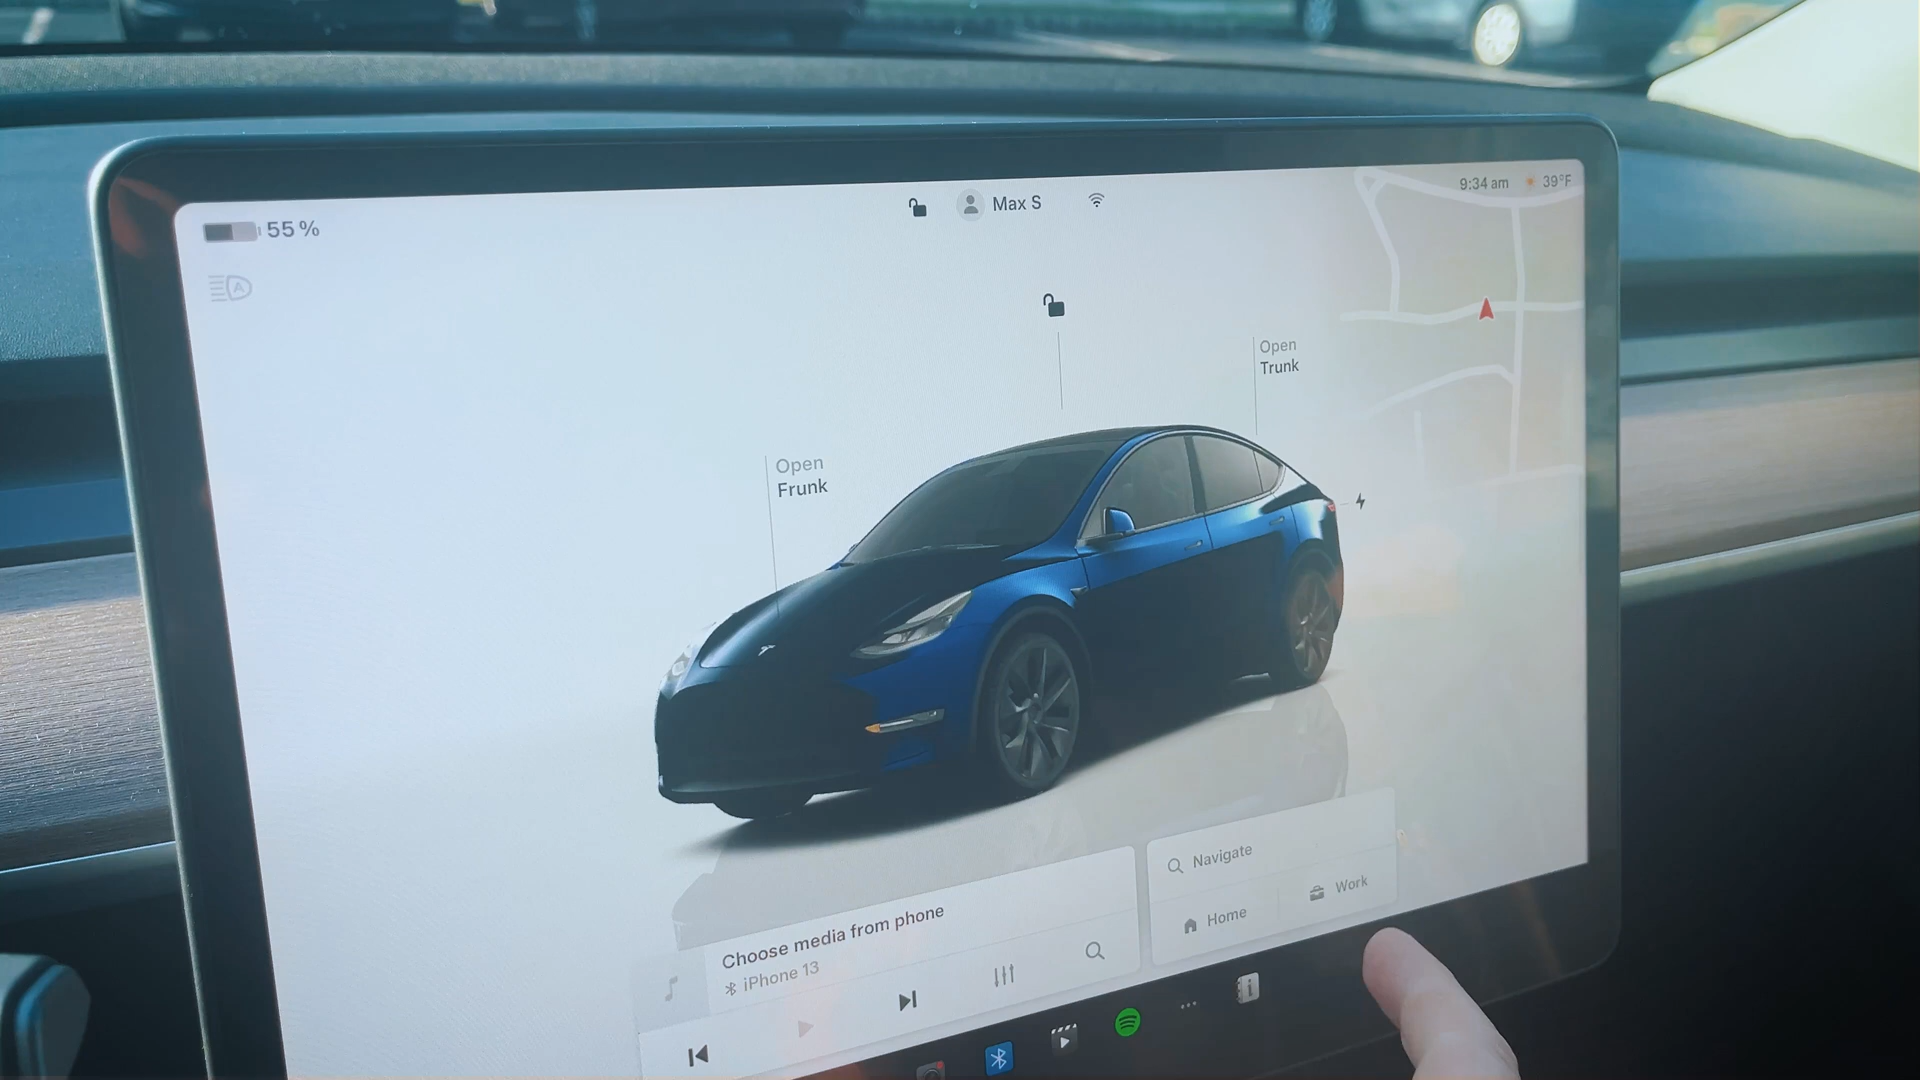 55%
Max S
9:34 am
39°F
A
Open
Trunk
Open
Frunk
Navigate
Home
Work
Choose media from phone
iPhone 13
i